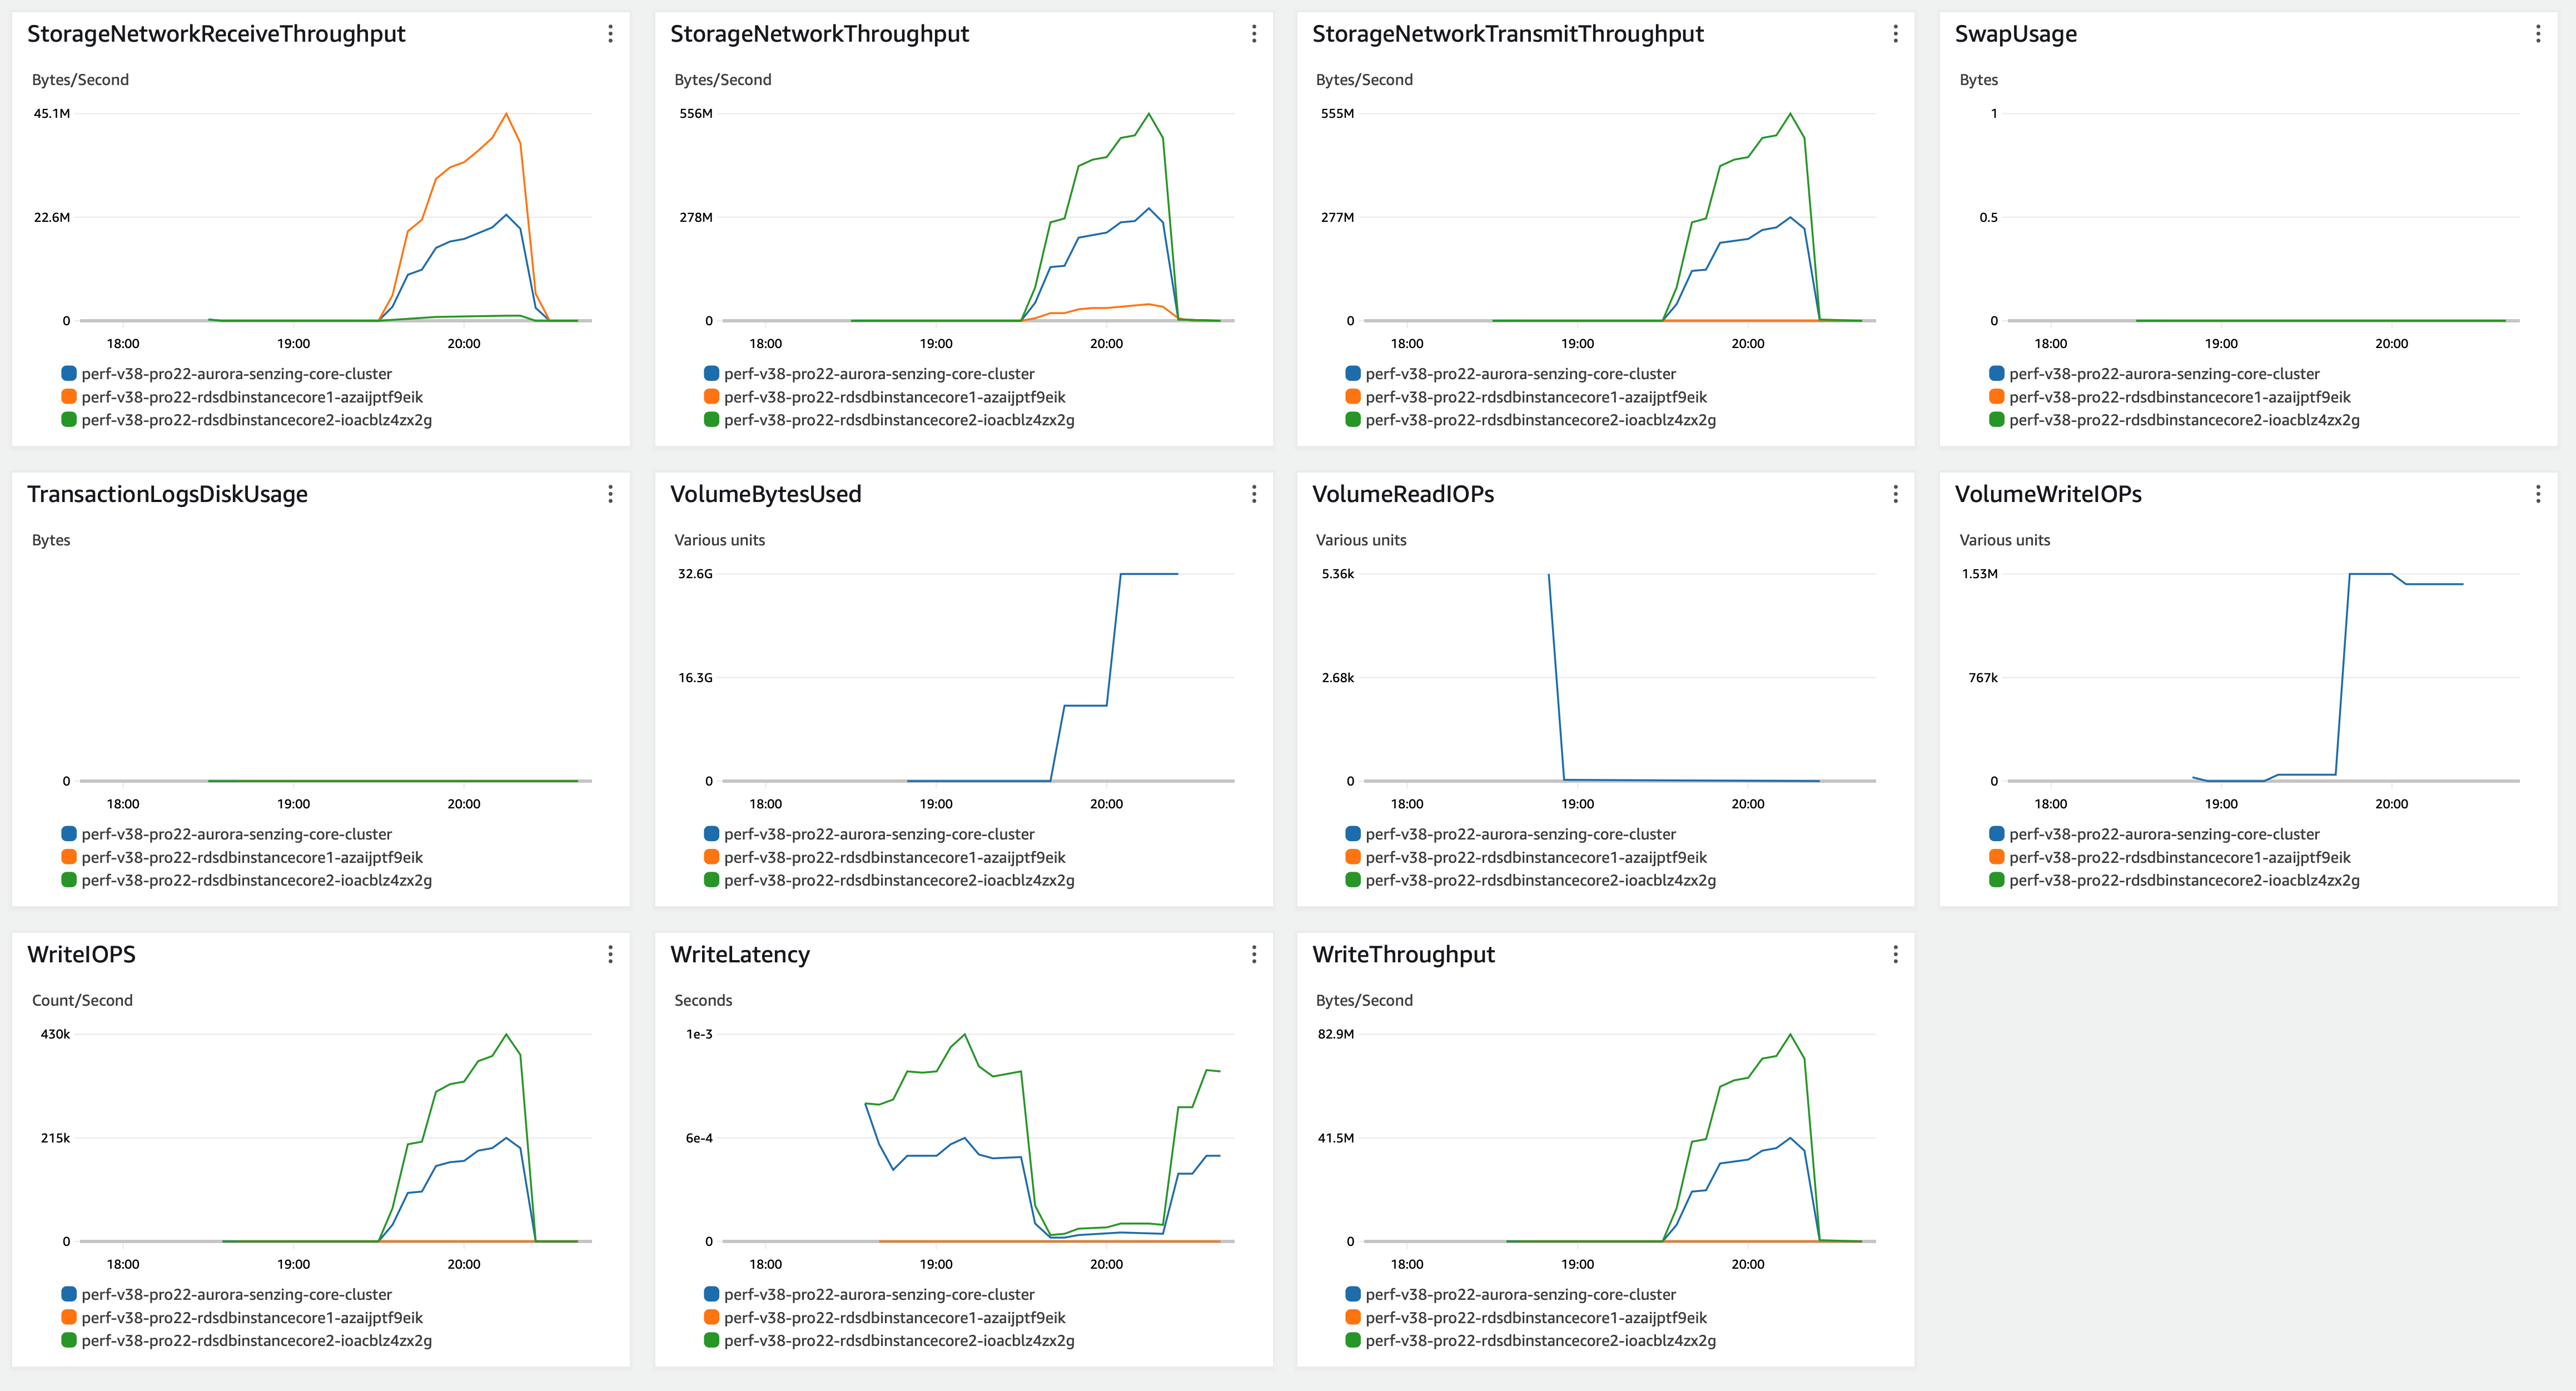 StorageNetworkReceiveThroughput
Bytes/Second
45.1M
22.6M
0
18:00 19:00 20:00
perf-v38-pro22-aurora-senzing-core-cluster
perf-v38-pro22-rdsdbinstancecore1-azaijptf9eik
perf-v38-pro22-rdsdbinstancecore2-ioacblz4zx2g
StorageNetworkThroughput
Bytes/Second
556M
278M
0
18:00 19:00 20:00
perf-v38-pro22-aurora-senzing-core-cluster
perf-v38-pro22-rdsdbinstancecore1-azaijptf9eik
perf-v38-pro22-rdsdbinstancecore2-ioacblz4zx2g
StorageNetworkTransmitThroughput
Bytes/Second
555M
277M
0
18:00 19:00 20:00
perf-v38-pro22-aurora-senzing-core-cluster
perf-v38-pro22-rdsdbinstancecore1-azaijptf9eik
perf-v38-pro22-rdsdbinstancecore2-ioacblz4zx2g
SwapUsage
Bytes
1
0.5
0
18:00 19:00 20:00
perf-v38-pro22-aurora-senzing-core-cluster
perf-v38-pro22-rdsdbinstancecore1-azaijptf9eik
perf-v38-pro22-rdsdbinstancecore2-ioacblz4zx2g
TransactionLogsDiskUsage
Bytes
0
18:00 19:00 20:00
perf-v38-pro22-aurora-senzing-core-cluster
perf-v38-pro22-rdsdbinstancecore1-azaijptf9eik
perf-v38-pro22-rdsdbinstancecore2-ioacblz4zx2g
VolumeBytesUsed
Various units
32.6G
16.3G
0
18:00 19:00 20:00
perf-v38-pro22-aurora-senzing-core-cluster
perf-v38-pro22-rdsdbinstancecore1-azaijptf9eik
perf-v38-pro22-rdsdbinstancecore2-ioacblz4zx2g
VolumeReadIOPs
Various units
5.36k
2.68k
0
18:00 19:00 20:00
perf-v38-pro22-aurora-senzing-core-cluster
perf-v38-pro22-rdsdbinstancecore1-azaijptf9eik
perf-v38-pro22-rdsdbinstancecore2-ioacblz4zx2g
VolumeWriteIOPs
Various units
1.53M
767k
0
18:00 19:00 20:00
perf-v38-pro22-aurora-senzing-core-cluster
perf-v38-pro22-rdsdbinstancecore1-azaijptf9eik
perf-v38-pro22-rdsdbinstancecore2-ioacblz4zx2g
WriteIOPS
Count/Second
430k
215k
0
18:00 19:00 20:00
perf-v38-pro22-aurora-senzing-core-cluster
perf-v38-pro22-rdsdbinstancecore1-azaijptf9eik
perf-v38-pro22-rdsdbinstancecore2-ioacblz4zx2g
WriteLatency
Seconds
1e-3
6e-4
0
18:00 19:00 20:00
perf-v38-pro22-aurora-senzing-core-cluster
perf-v38-pro22-rdsdbinstancecore1-azaijptf9eik
perf-v38-pro22-rdsdbinstancecore2-ioacblz4zx2g
WriteThroughput
Bytes/Second
82.9M
41.5M
0
18:00 19:00 20:00
perf-v38-pro22-aurora-senzing-core-cluster
perf-v38-pro22-rdsdbinstancecore1-azaijptf9eik
perf-v38-pro22-rdsdbinstancecore2-ioacblz4zx2g